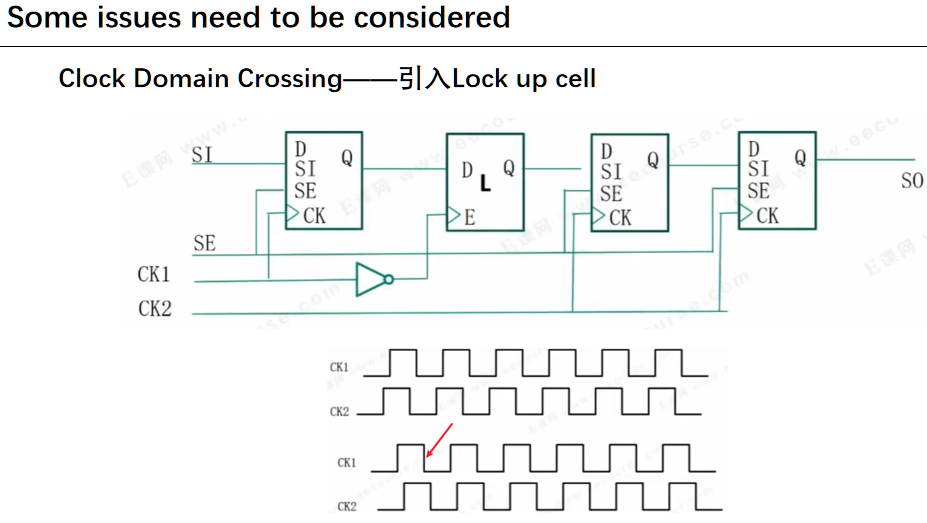 Some issues need to be considered
Clock Domain Crossing——引入Lock up cell
SI
D
SI
SE
CK
Q
D
L
Q
E
D
SI
SE
CK
Q
D
SI
SE
CK
Q
SO
SE
CK1
CK2
CK1
CK2
CK1
CK2